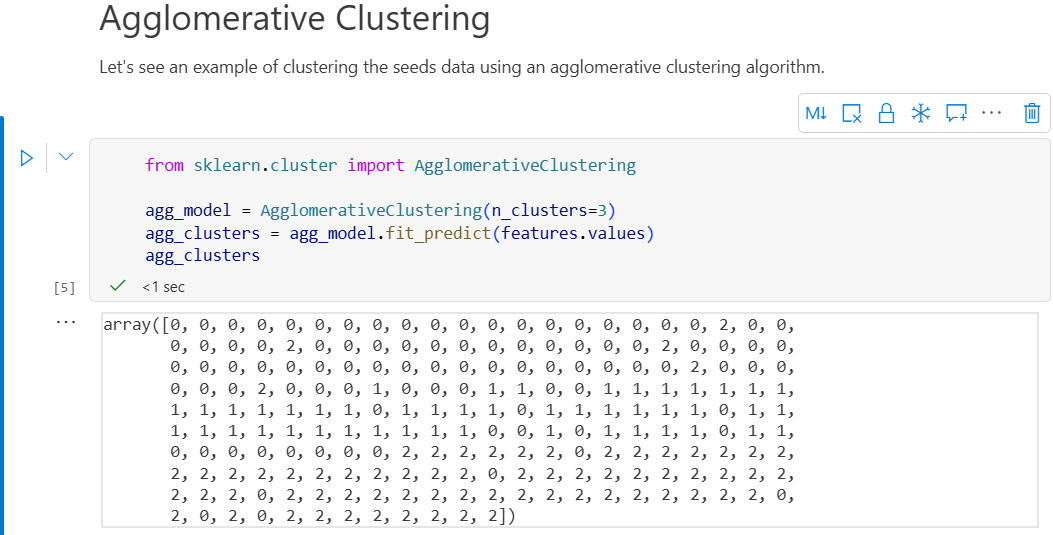 Agglomerative Clustering
Let's see an example of clustering the seeds data using an agglomerative clustering algorithm.
M↓
from sklearn.cluster import AgglomerativeClustering
agg_model = AgglomerativeClustering(n_clusters=3)
agg_clusters = agg_model.fit_predict(features.values)
agg_clusters
[5] <1 sec
array([0, 0, 0, 0, 0, 0, 0, 0, 0, 0, 0, 0, 0, 0, 0, 0, 0, 0, 0, 2, 0, 0,
0, 0, 0, 0, 2, 0, 0, 0, 0, 0, 0, 0, 0, 0, 0, 0, 0, 2, 0, 0, 0, 0,
0, 0, 0, 0, 0, 0, 0, 0, 0, 0, 0, 0, 0, 0, 0, 0, 0, 0, 2, 0, 0, 0,
0, 0, 0, 2, 0, 0, 0, 1, 0, 0, 0, 1, 1, 0, 0, 1, 1, 1, 1, 1, 1, 1,
1, 1, 1, 1, 1, 1, 1, 0, 1, 1, 1, 1, 0, 1, 1, 1, 1, 1, 1, 0, 1, 1,
1, 1, 1, 1, 1, 1, 1, 1, 1, 1, 1, 0, 0, 1, 0, 1, 1, 1, 1, 0, 1, 1,
0, 0, 0, 0, 0, 0, 0, 0, 2, 2, 2, 2, 2, 2, 0, 2, 2, 2, 2, 2, 2, 2,
2, 2, 2, 2, 2, 2, 2, 2, 2, 2, 2, 0, 2, 2, 2, 2, 2, 2, 2, 2, 2, 2,
2, 2, 2, 0, 2, 2, 2, 2, 2, 2, 2, 2, 2, 2, 2, 2, 2, 2, 2, 2, 2, 0,
2, 0, 2, 0, 2, 2, 2, 2, 2, 2, 2, 2])